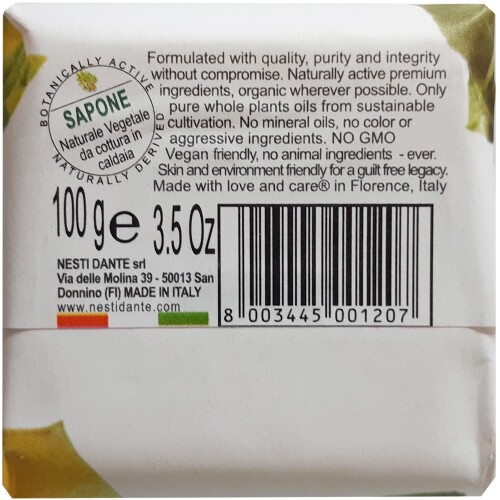 BOTANICALLY ACTIVE
SAPONE
Naturale Vegetale
da cottura in
caldaia
NATURALLY DERIVED
Formulated with quality, purity and integrity
without compromise. Naturally active premium
ingredients, organic wherever possible. Only
pure whole plants oils from sustainable
cultivation. No mineral oils, no color or
aggressive ingredients. NO GMO
Vegan friendly, no animal ingredients - ever.
Skin and environment friendly for a guilt free legacy.
Made with love and care® in Florence, Italy
100 g e 3.5 Oz
NESTI DANTE srl
Via delle Molina 39 - 50013 San
Donnino (FI) MADE IN ITALY
www.nestidante.com
8 003445 001207